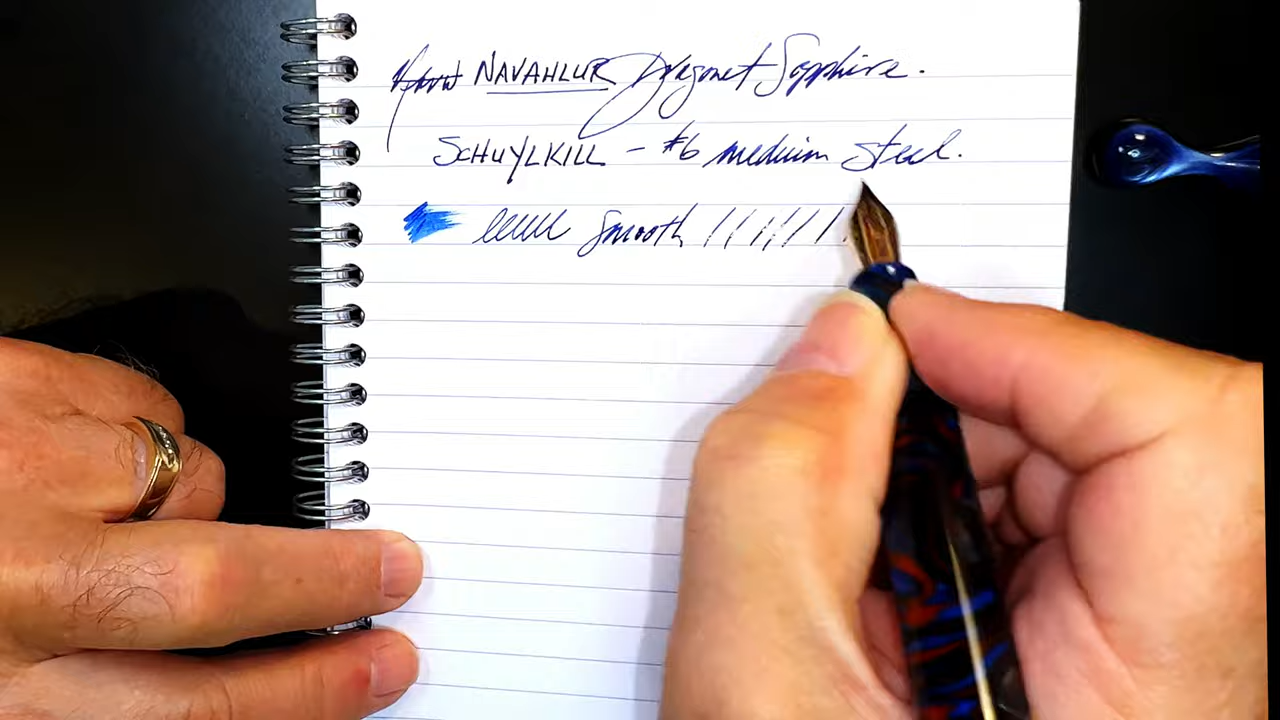 NAVAHLUR Dragonet Sapphire.
SCHUYLKILL - #6 medium steel.
Smooth